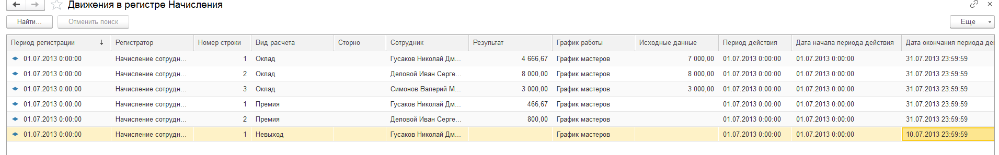 Движения в регистре Начисления
Найти... Отменить поиск Еще
Период регистрации ↓ Регистратор Номер строки Вид расчета Сторно Сотрудник Результат График работы Исходные данные Период действия Дата начала периода действия Дата окончания периода де
01.07.2013 0:00:00 Начисление сотрудн... 1 Оклад Гусаков Николай Дм... 4 666,67 График мастеров 7 000,00 01.07.2013 0:00:00 01.07.2013 0:00:00 31.07.2013 23:59:59
01.07.2013 0:00:00 Начисление сотрудн... 2 Оклад Деловой Иван Серге... 8 000,00 График мастеров 8 000,00 01.07.2013 0:00:00 01.07.2013 0:00:00 31.07.2013 23:59:59
01.07.2013 0:00:00 Начисление сотрудн... 3 Оклад Симонов Валерий М... 3 000,00 График мастеров 3 000,00 01.07.2013 0:00:00 01.07.2013 0:00:00 31.07.2013 23:59:59
01.07.2013 0:00:00 Начисление сотрудн... 1 Премия Гусаков Николай Дм... 466,67 График мастеров 01.07.2013 0:00:00 01.07.2013 0:00:00 31.07.2013 23:59:59
01.07.2013 0:00:00 Начисление сотрудн... 2 Премия Деловой Иван Серге... 800,00 График мастеров 01.07.2013 0:00:00 01.07.2013 0:00:00 31.07.2013 23:59:59
01.07.2013 0:00:00 Начисление сотрудн... 1 Невыход Гусаков Николай Дм... График мастеров 01.07.2013 0:00:00 01.07.2013 0:00:00 10.07.2013 23:59:59